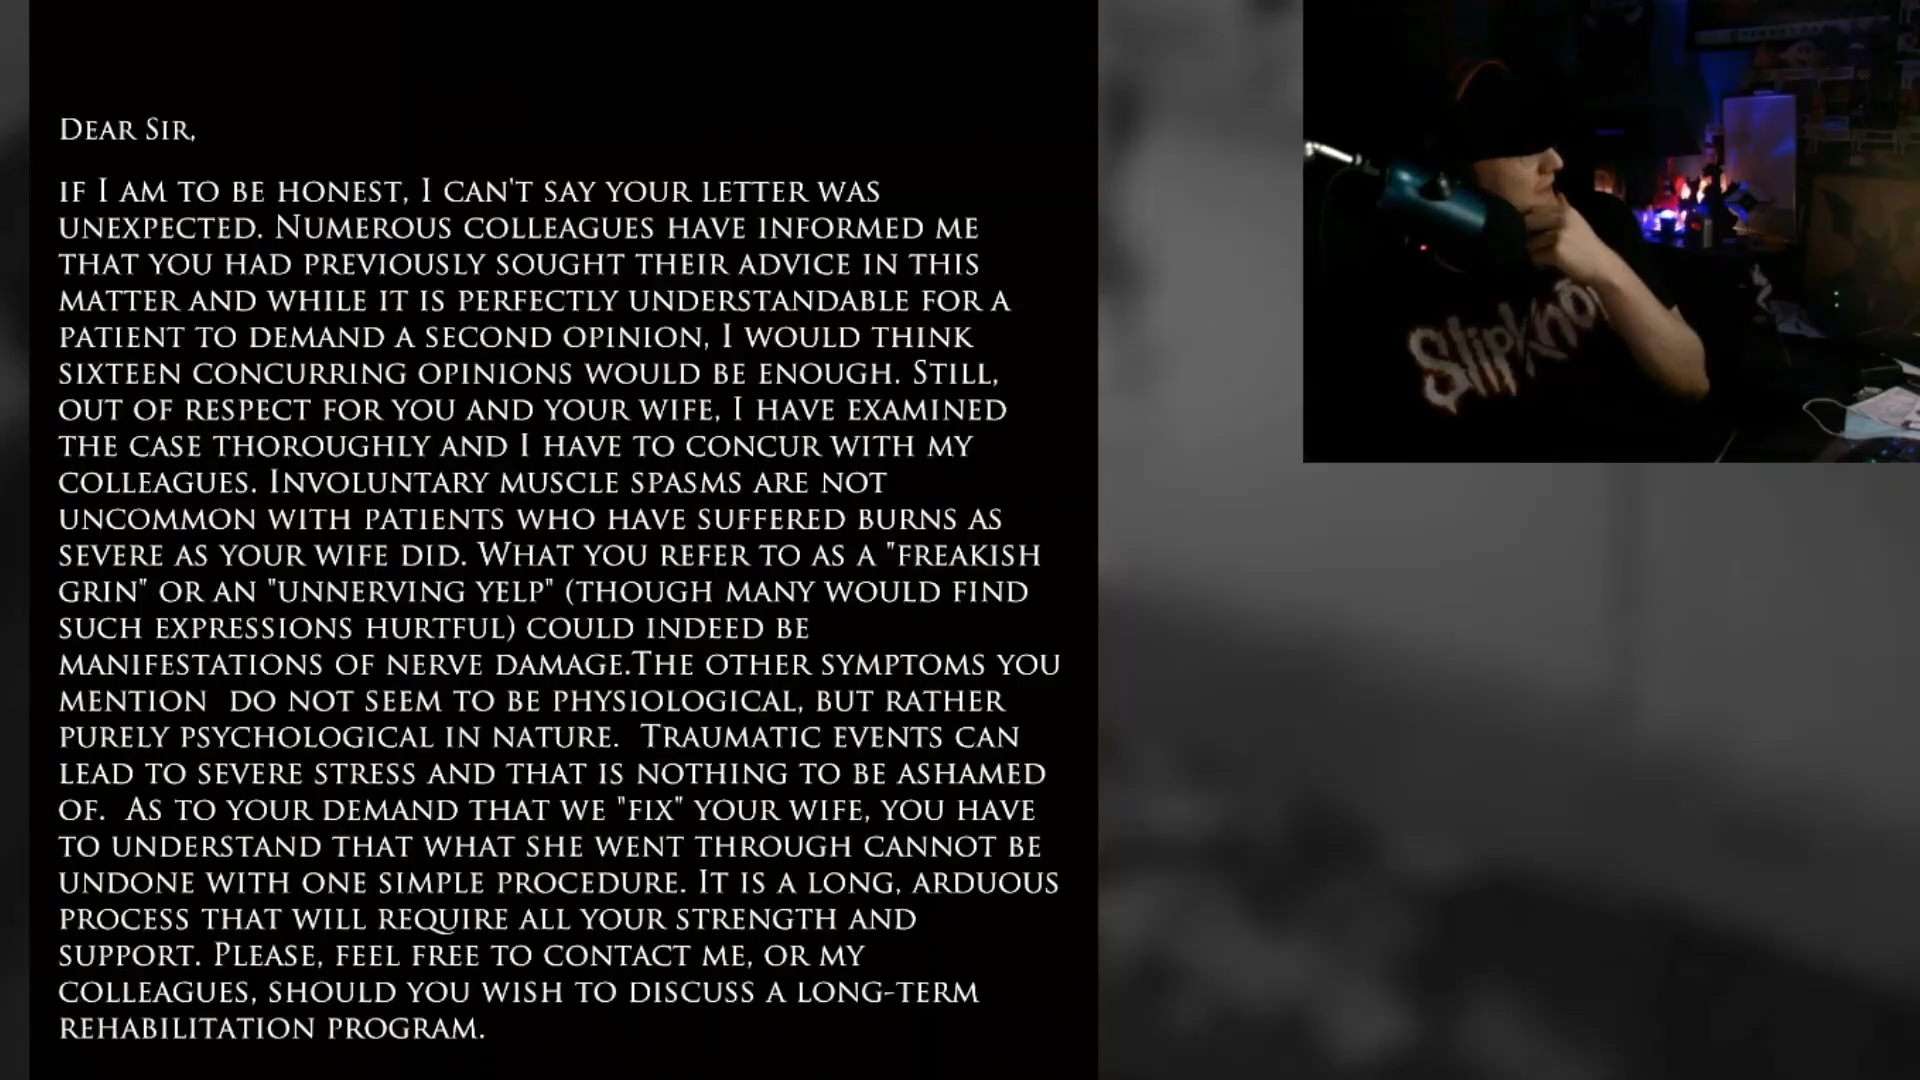 Dear Sir,
if I am to be honest, I can't say your letter was
unexpected. Numerous colleagues have informed me
that you had previously sought their advice in this
matter and while it is perfectly understandable for a
patient to demand a second opinion, I would think
sixteen concurring opinions would be enough. Still,
out of respect for you and your wife, I have examined
the case thoroughly and I have to concur with my
colleagues. Involuntary muscle spasms are not
uncommon with patients who have suffered burns as
severe as your wife did. What you refer to as a "freakish
grin" or an "unnerving yelp" (though many would find
such expressions hurtful) could indeed be
manifestations of nerve damage.The other symptoms you
mention  do not seem to be physiological, but rather
purely psychological in nature.  Traumatic events can
lead to severe stress and that is nothing to be ashamed
of.  As to your demand that we "fix" your wife, you have
to understand that what she went through cannot be
undone with one simple procedure. It is a long, arduous
process that will require all your strength and
support. Please, feel free to contact me, or my
colleagues, should you wish to discuss a long-term
rehabilitation program.
Slipkno